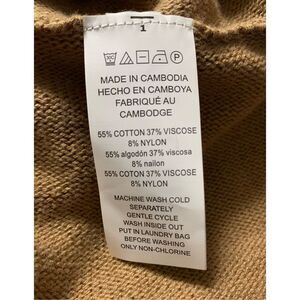 1
MADE IN CAMBODIA
HECHO EN CAMBOYA
FABRIQUÉ AU
CAMBODGE
55% COTTON 37% VISCOSE
8% NYLON
55% algodón 37% viscosa
8% nailon
55% COTON 37% VISCOSE
8% NYLON
MACHINE WASH COLD
SEPARATELY
GENTLE CYCLE
WASH INSIDE OUT
PUT IN LAUNDRY BAG
BEFORE WASHING
ONLY NON-CHLORINE